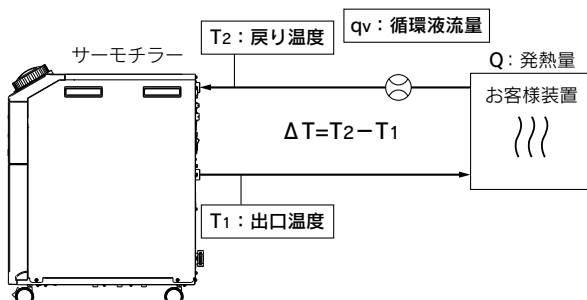 qv：循環液流量
T2：戻り温度
サーモチラー
Q：発熱量
お客様装置
ΔT=T2−T1
T1：出口温度